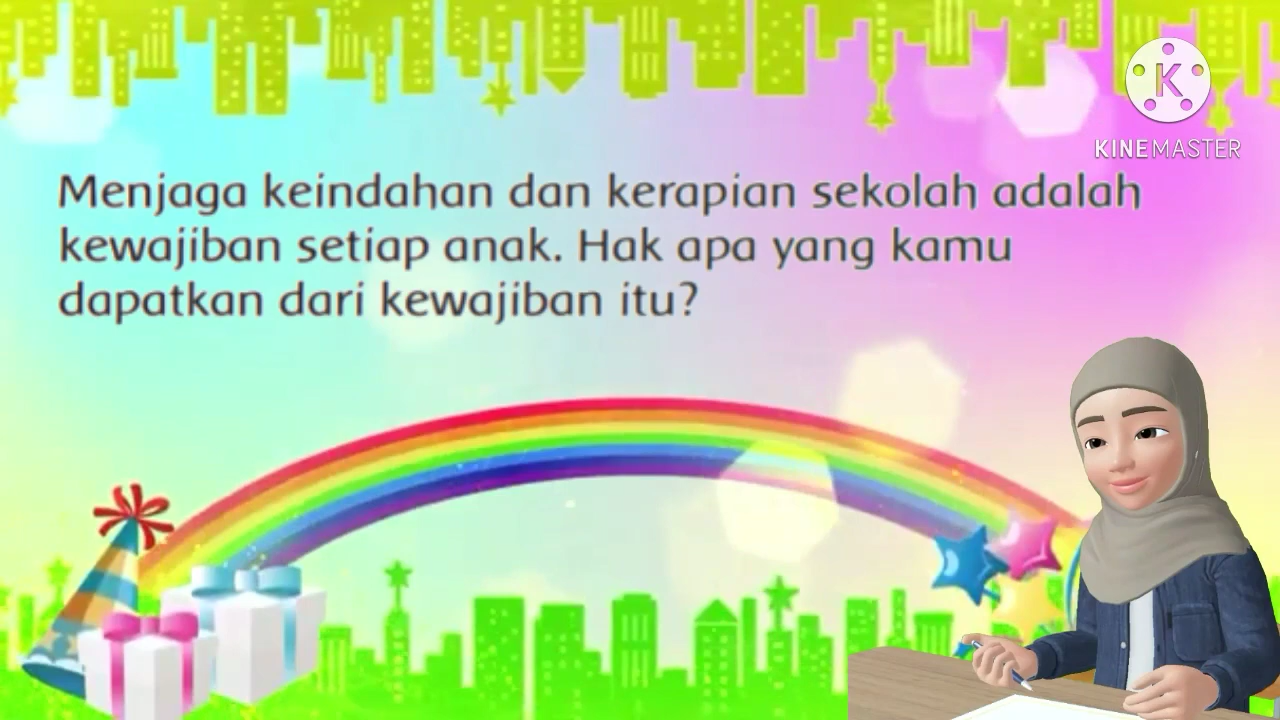 KINEMASTER
Menjaga keindahan dan kerapian sekolah adalah
kewajiban setiap anak. Hak apa yang kamu
dapatkan dari kewajiban itu?